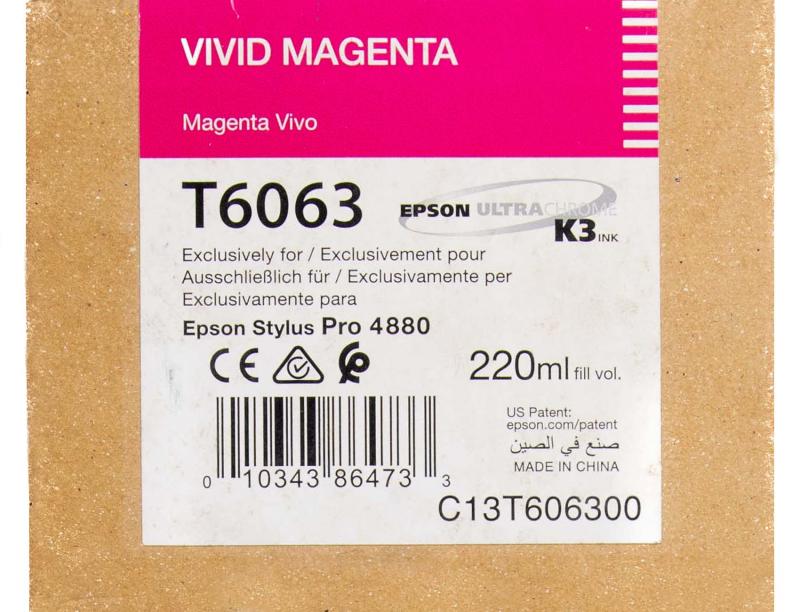 VIVID MAGENTA
Magenta Vivo
T6063
EPSON ULTRACHROME
K3 INK
Exclusively for / Exclusivement pour
Ausschließlich für / Exclusivamente per
Exclusivamente para
Epson Stylus Pro 4880
CE
220ml fill vol.
US Patent:
epson.com/patent
صنع في الصين
MADE IN CHINA
0 10343 86473 3
C13T606300